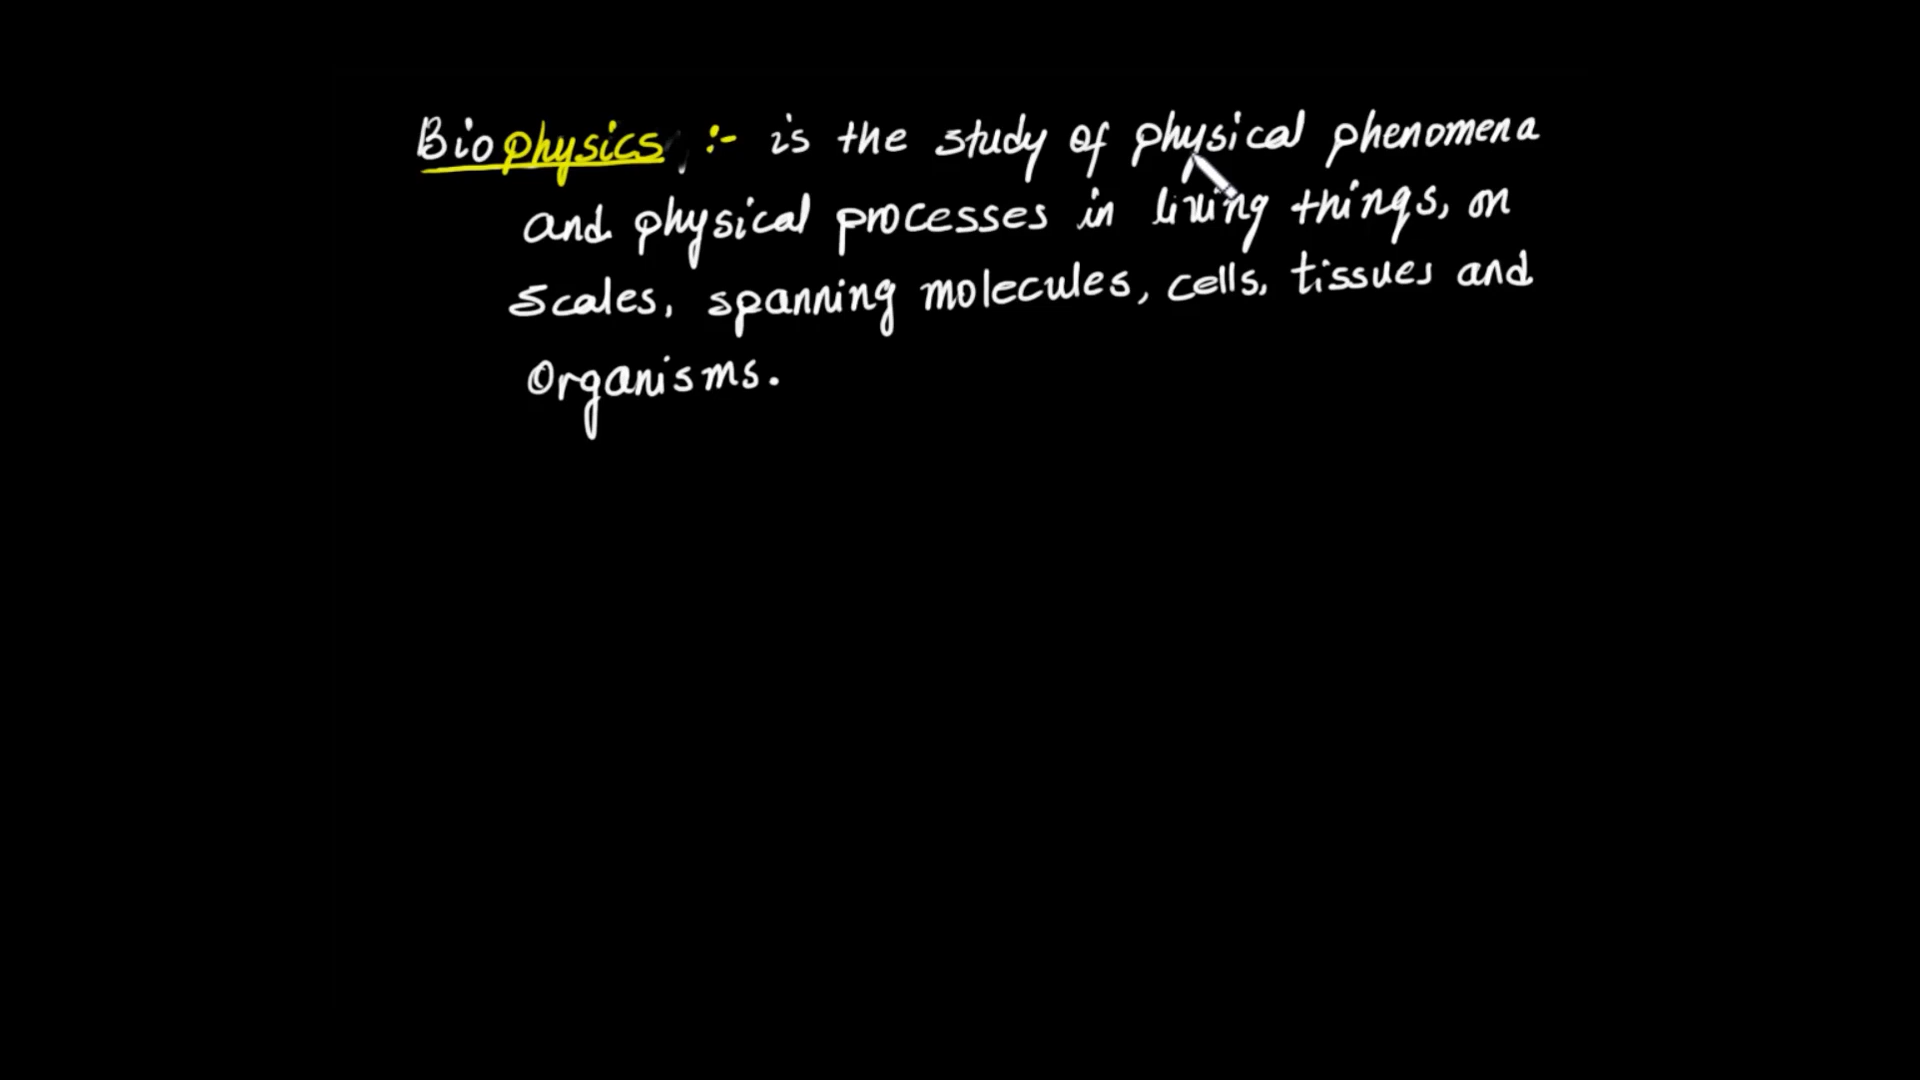 Biophysics :- is the study of physical phenomena
and physical processes in living things, on
scales, spanning molecules, cells, tissues and
organisms.